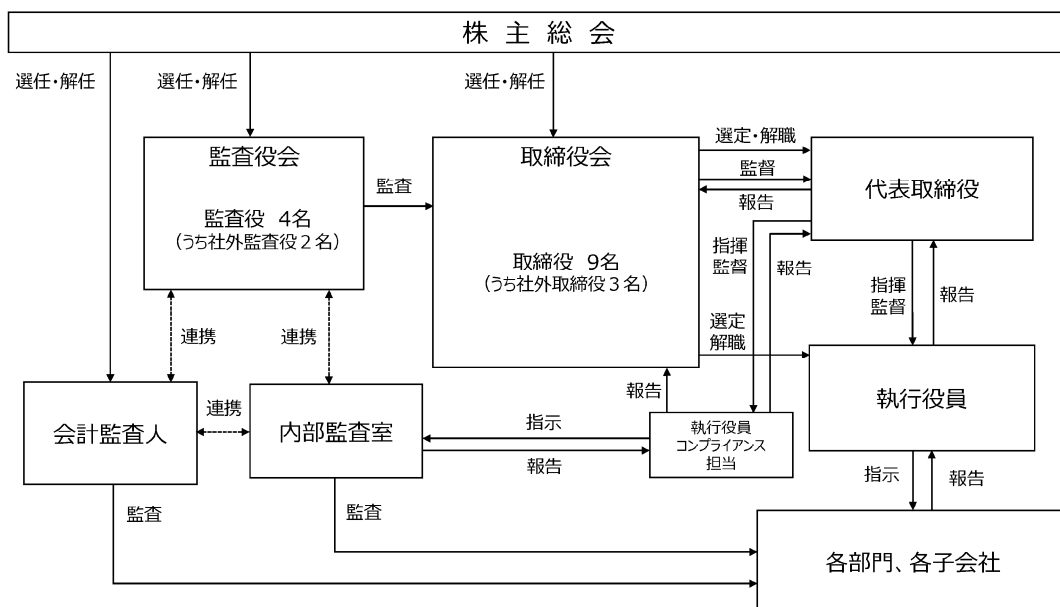 株主総会
選任・解任
選任・解任
選任・解任
監査役会
監査役 4名
(うち社外監査役2名)
監査
取締役会
取締役 9名
(うち社外取締役3名)
選定・解職
監督
報告
代表取締役
指揮
監督
報告
指揮
監督
報告
選定
解職
連携
連携
報告
執行役員
会計監査人
連携
内部監査室
指示
報告
執行役員
コンプライアンス
担当
指示
報告
監査
監査
各部門、各子会社